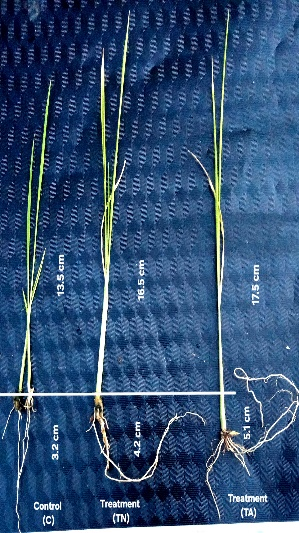 13.5 cm
16.5 cm
17.5 cm
3.2 cm
4.2 cm
5.1 cm
Control
(C)
Treatment
(TN)
Treatment
(TA)